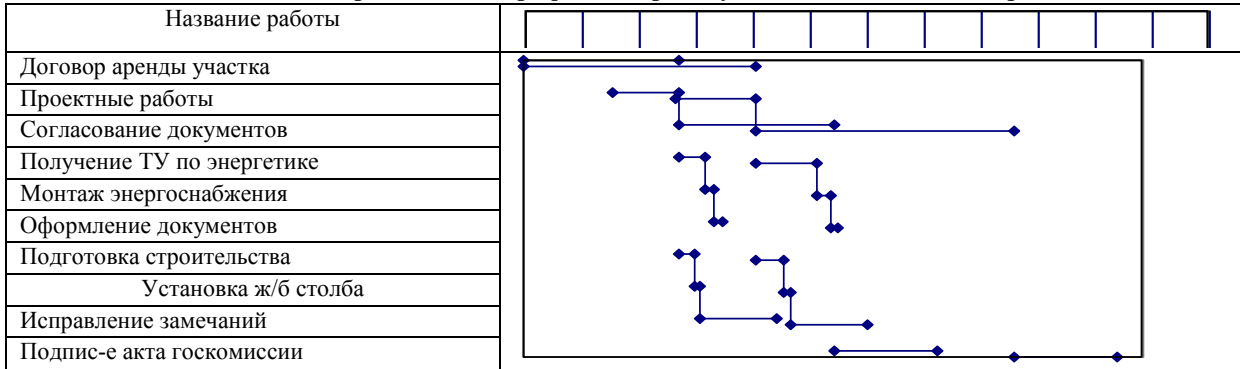 Название работы
Договор аренды участка
Проектные работы
Согласование документов
Получение ТУ по энергетике
Монтаж энергоснабжения
Оформление документов
Подготовка строительства
Установка ж/б столба
Исправление замечаний
Подпис-е акта госкомиссии